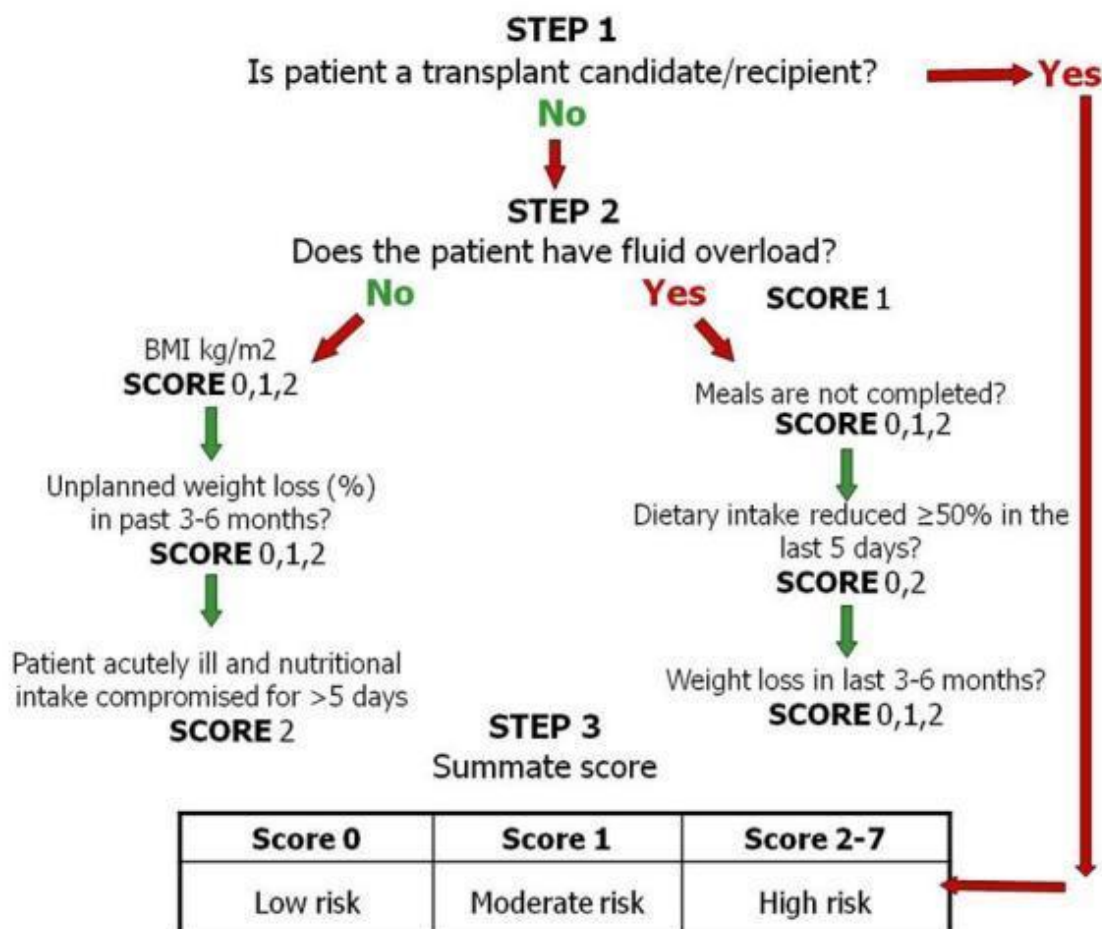 STEP 1
Is patient a transplant candidate/recipient?
Yes
No
STEP 2
Does the patient have fluid overload?
No
Yes
SCORE 1
BMI kg/m2
SCORE 0,1,2
Unplanned weight loss (%)
in past 3-6 months?
SCORE 0,1,2
Patient acutely ill and nutritional
intake compromised for >5 days
SCORE 2
Meals are not completed?
SCORE 0,1,2
Dietary intake reduced ≥50% in the
last 5 days?
SCORE 0,2
Weight loss in last 3-6 months?
SCORE 0,1,2
STEP 3
Summate score
Score 0
Score 1
Score 2-7
Low risk
Moderate risk
High risk